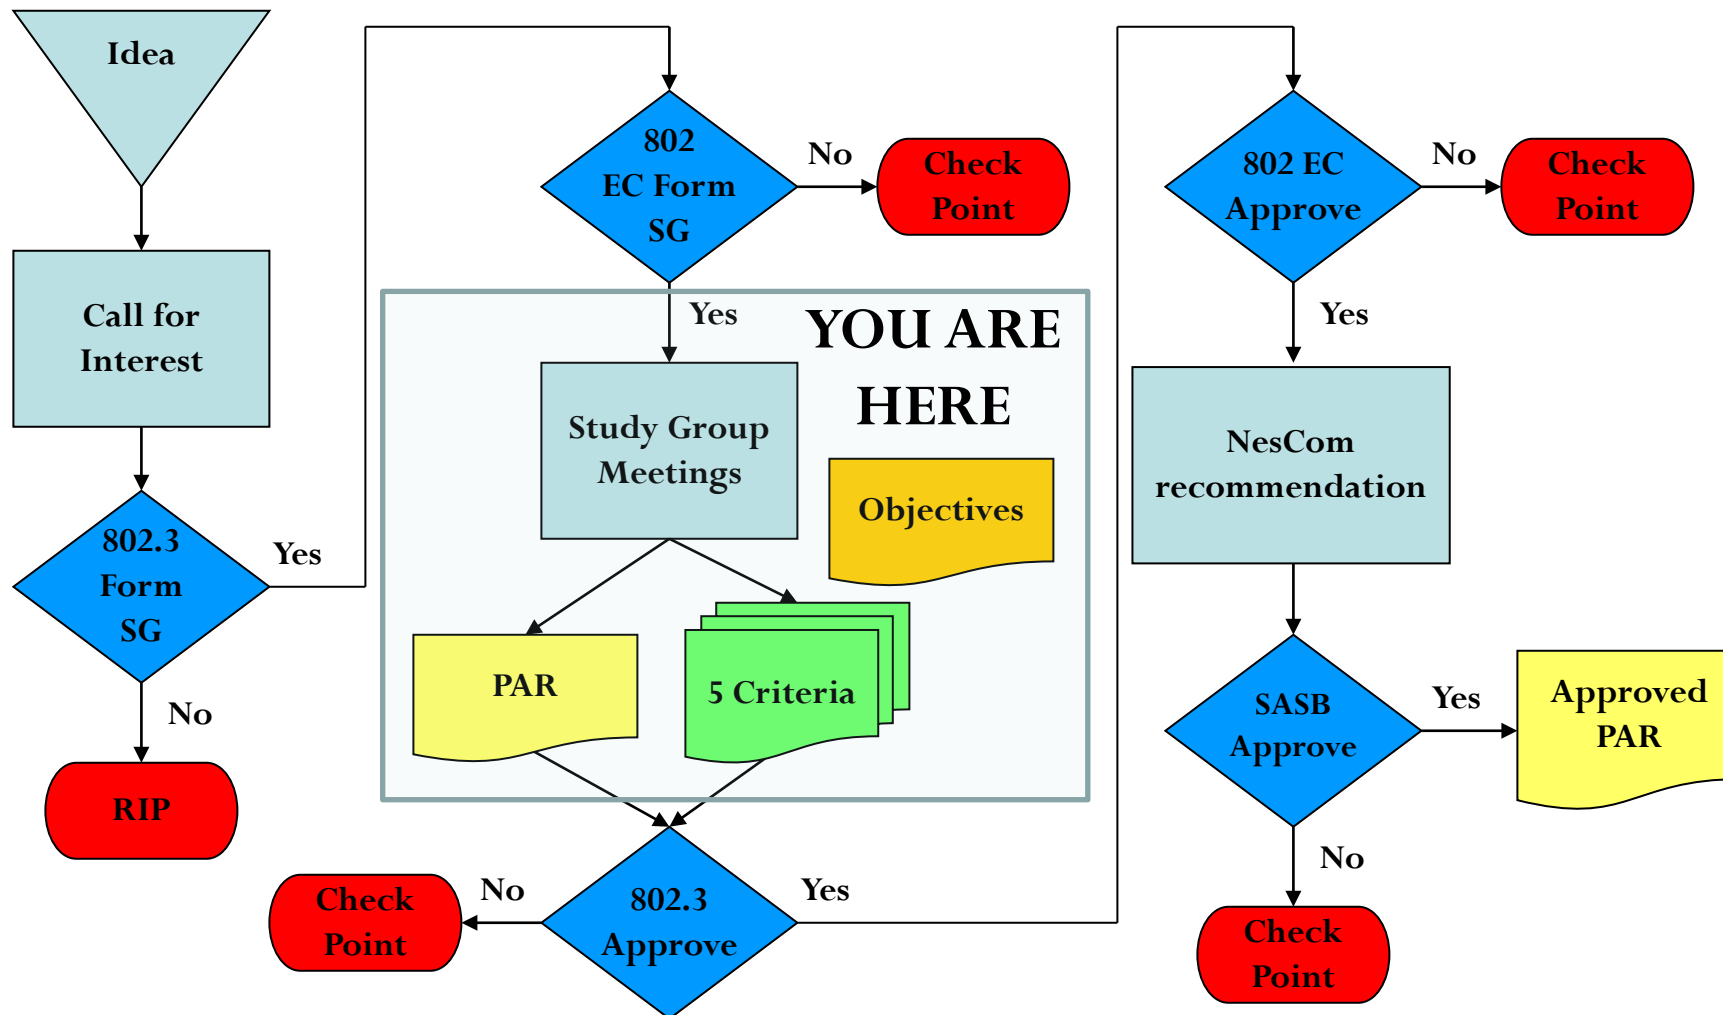 Idea
Call for
Interest
802.3
Form
SG
Yes
No
RIP
802
EC Form
SG
No
Check
Point
Yes
YOU ARE
HERE
Study Group
Meetings
Objectives
PAR
5 Criteria
802.3
Approve
No
Check
Point
Yes
802 EC
Approve
No
Check
Point
Yes
NesCom
recommendation
SASB
Approve
Yes
Approved
PAR
No
Check
Point